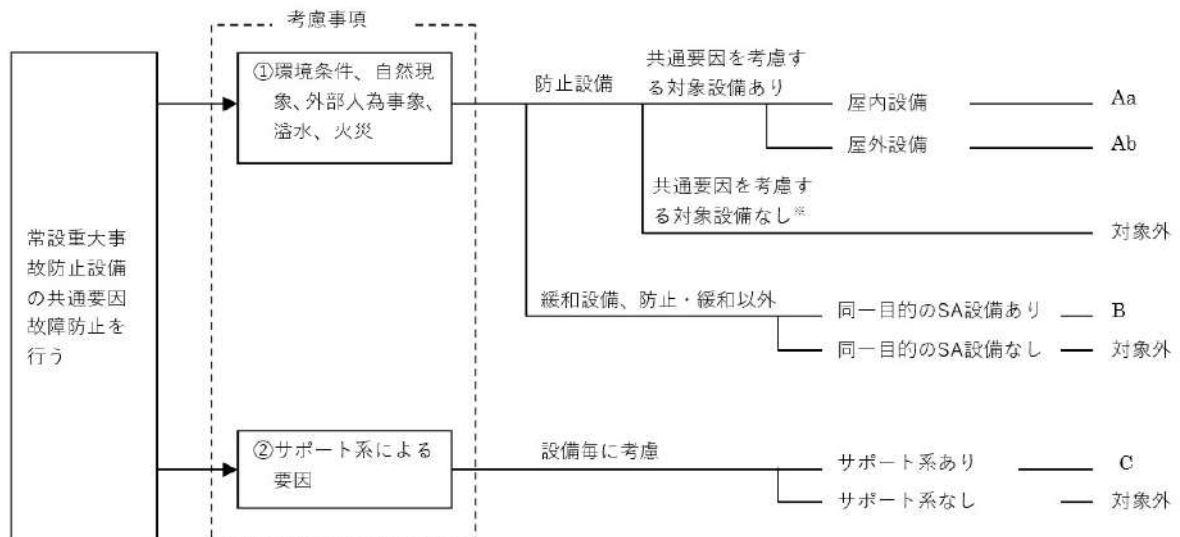 考慮事項
常設重大事
故防止設備
の共通要因
故障防止を
行う
①環境条件、自然現
象、外部人為事象、
溢水、火災
防止設備
共通要因を考慮す
る対象設備あり
屋内設備
Aa
屋外設備
Ab
共通要因を考慮す
る対象設備なし※
対象外
緩和設備、防止・緩和以外
同一目的のSA設備あり
B
同一目的のSA設備なし
対象外
②サポート系による
要因
設備毎に考慮
サポート系あり
C
サポート系なし
対象外